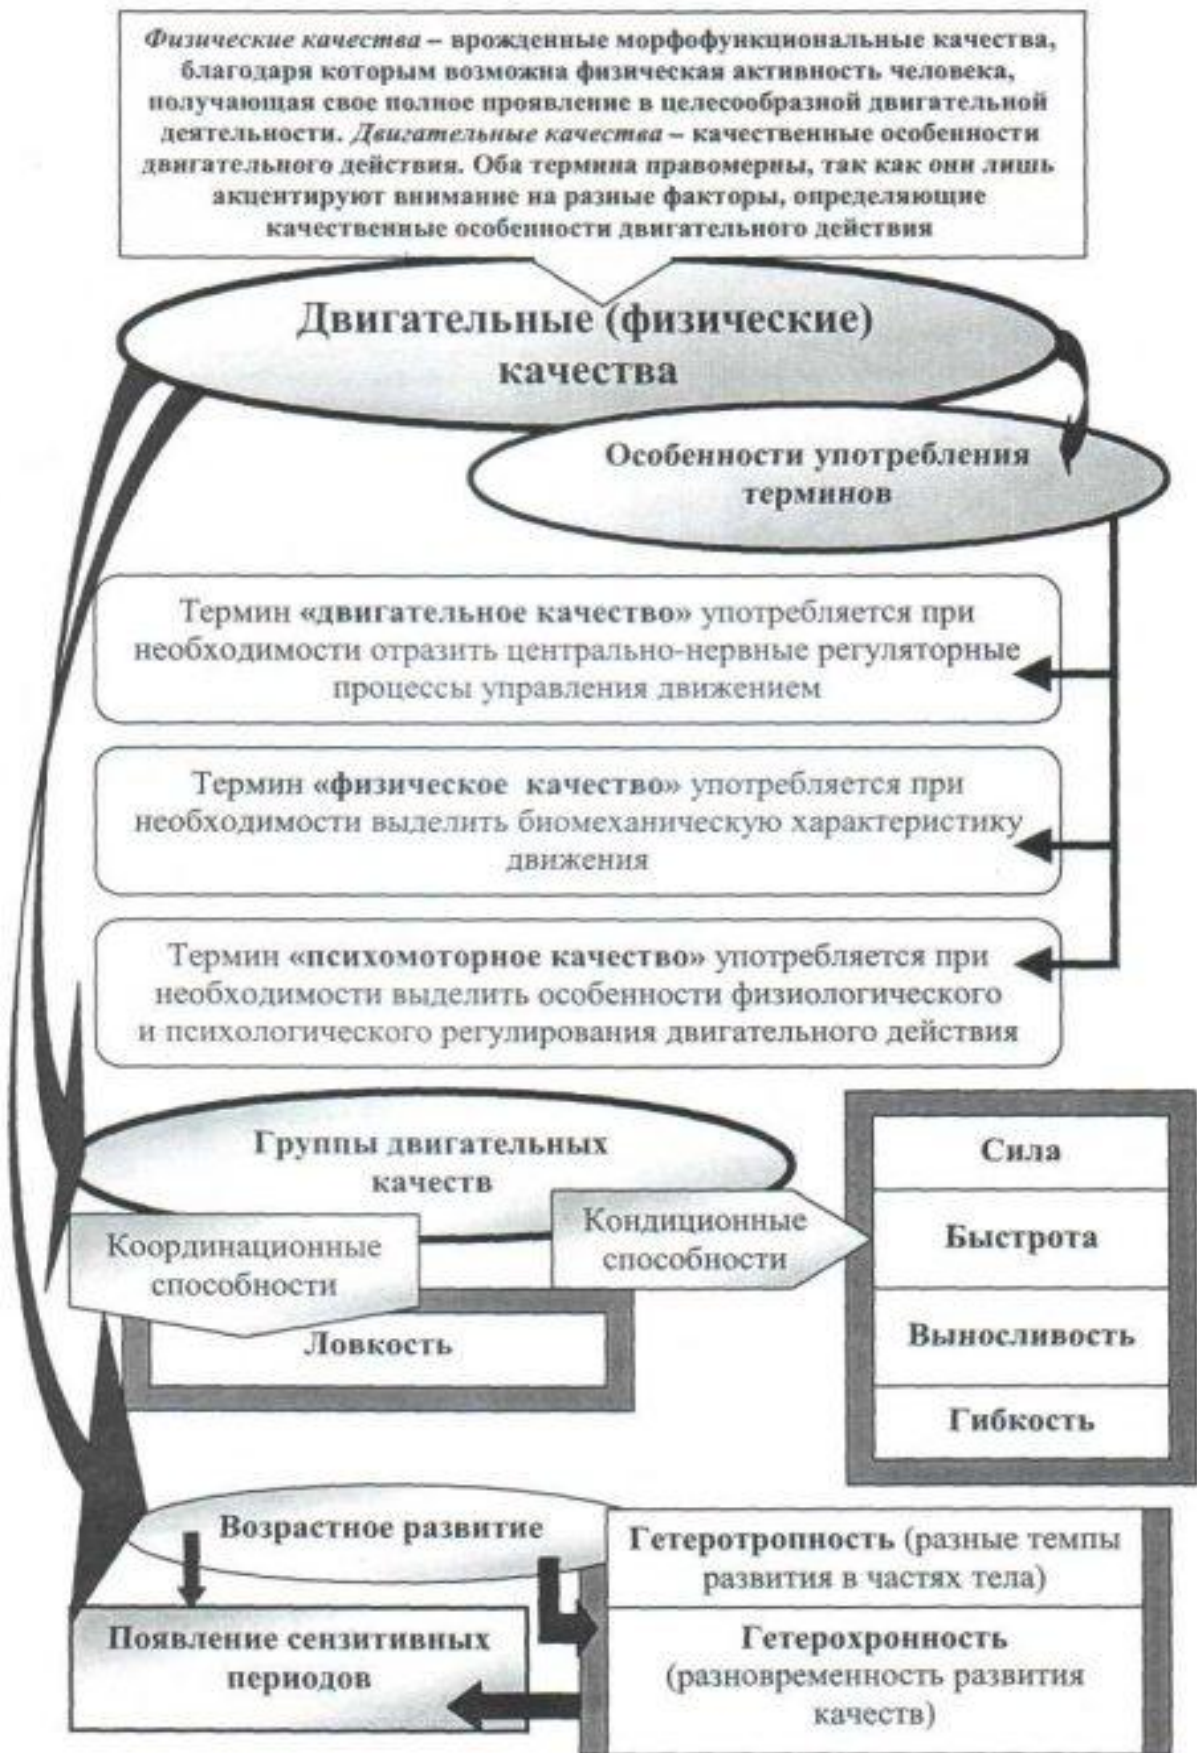 Физические качества – врожденные морфофункциональные качества,
благодаря которым возможна физическая активность человека,
получающая свое полное проявление в целесообразной двигательной
деятельности. Двигательные качества – качественные особенности
двигательного действия. Оба термина правомерны, так как они лишь
акцентируют внимание на разные факторы, определяющие
качественные особенности двигательного действия
Двигательные (физические)
качества
Особенности употребления
терминов
Термин «двигательное качество» употребляется при
необходимости отразить центрально-нервные регуляторные
процессы управления движением
Термин «физическое качество» употребляется при
необходимости выделить биомеханическую характеристику
движения
Термин «психомоторное качество» употребляется при
необходимости выделить особенности физиологического
и психологического регулирования двигательного действия
Группы двигательных
качеств
Координационные
способности
Кондиционные
способности
Ловкость
Сила
Быстрота
Выносливость
Гибкость
Возрастное развитие
Появление сензитивных
периодов
Гетеротропность (разные темпы
развития в частях тела)
Гетерохронность
(разновременность развития
качеств)